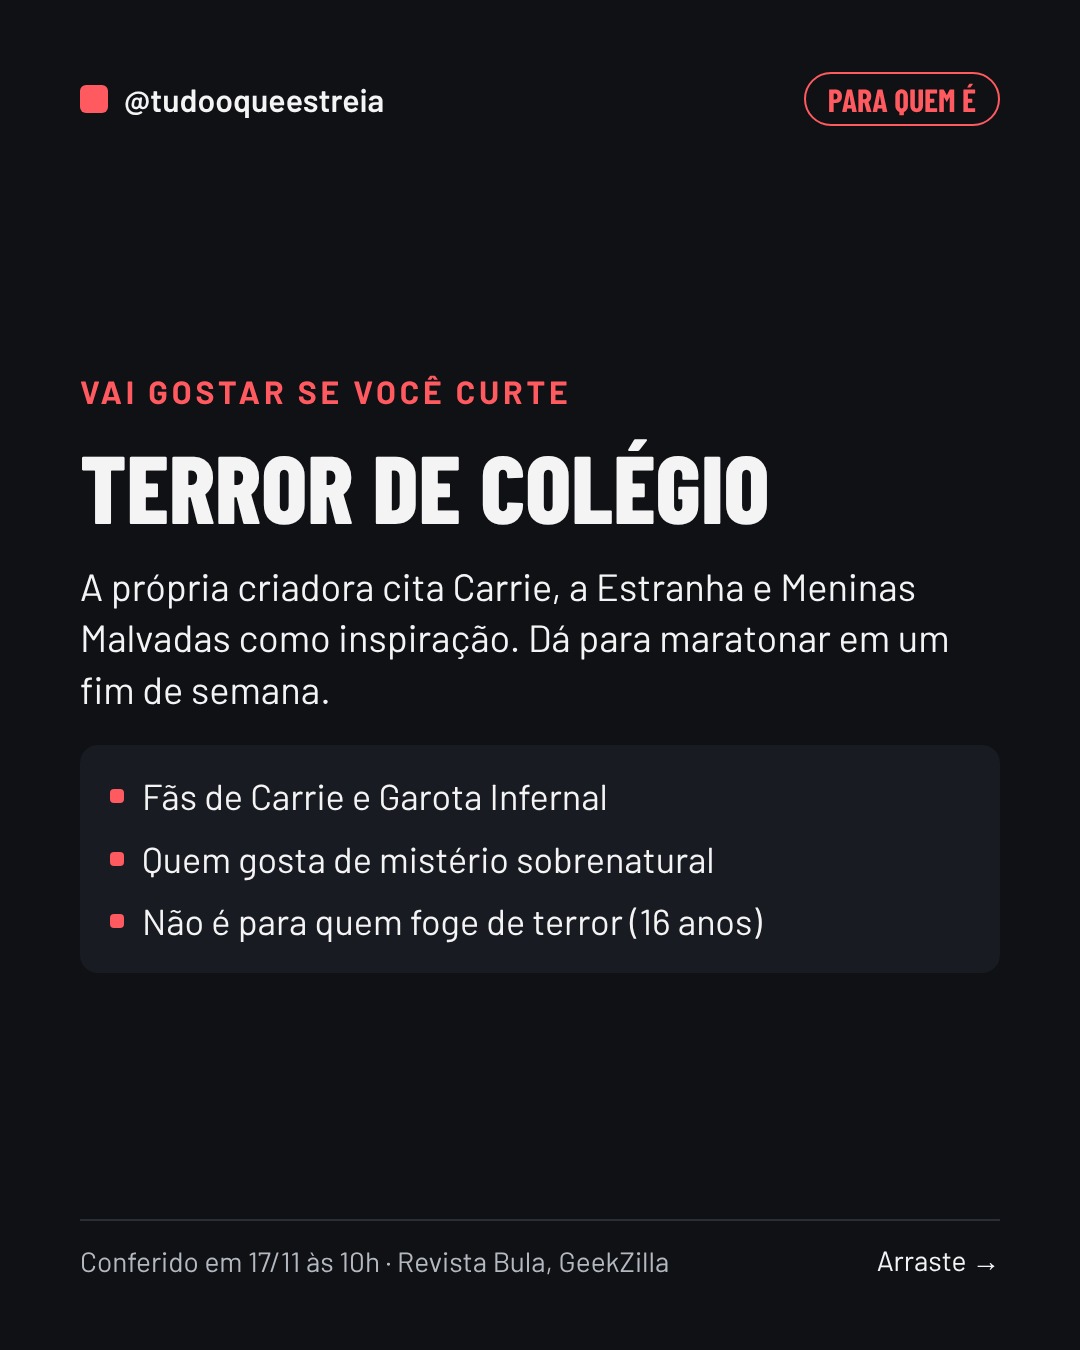 @tudooqueestreia
PARA QUEM É
VAI GOSTAR SE VOCÊ CURTE
TERROR DE COLÉGIO
A própria criadora cita Carrie, a Estranha e Meninas
Malvadas como inspiração. Dá para maratonar em um
fim de semana.
Fãs de Carrie e Garota Infernal
Quem gosta de mistério sobrenatural
Não é para quem foge de terror (16 anos)
Conferido em 17/11 às 10h · Revista Bula, GeekZilla
Arraste →